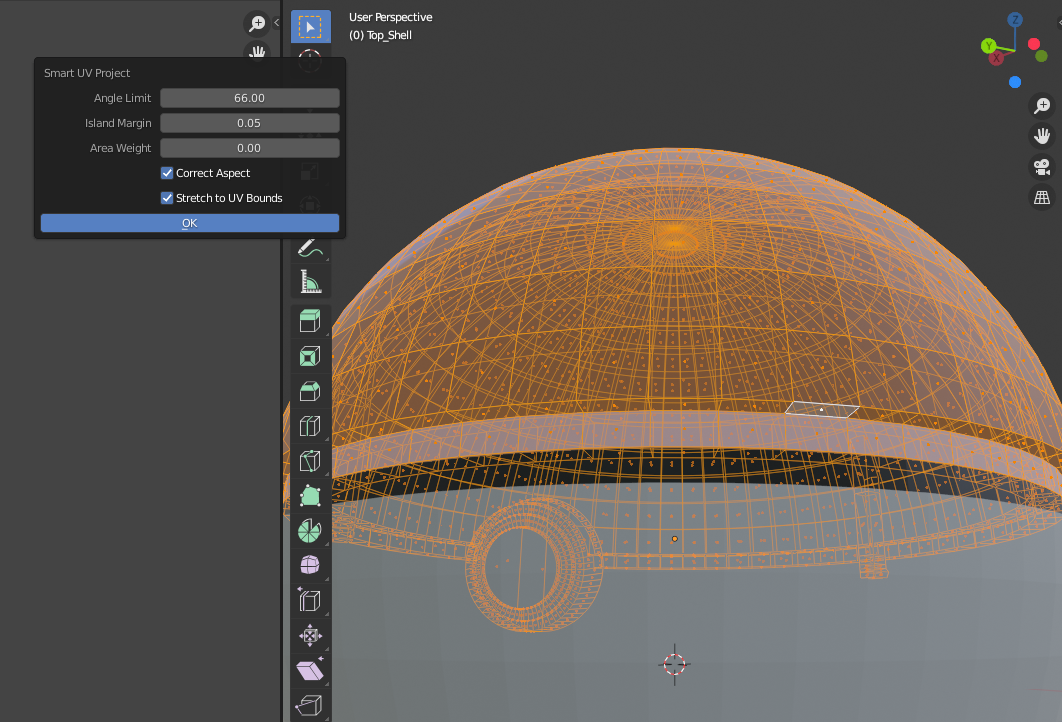 User Perspective
(0) Top_Shell
Z
Y
X
Smart UV Project
Angle Limit 66.00
Island Margin 0.05
Area Weight 0.00
Correct Aspect
Stretch to UV Bounds
OK